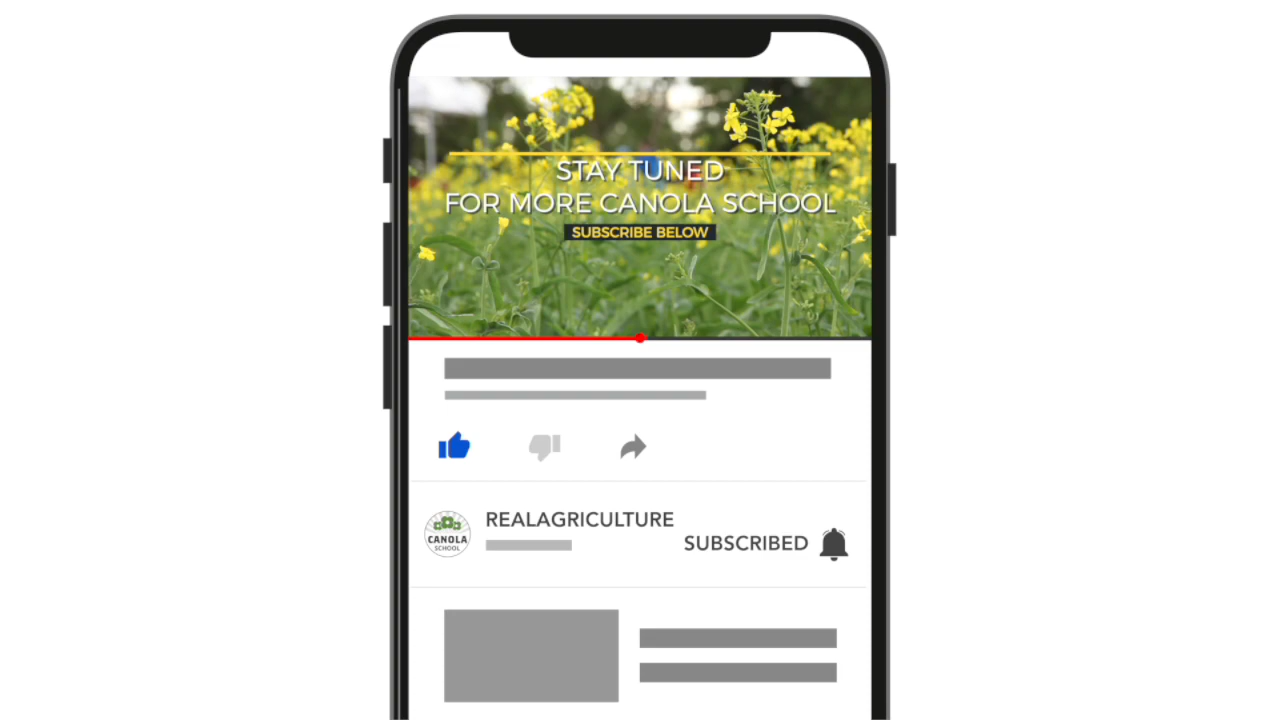 STAY TUNED
FOR MORE CANOLA SCHOOL
SUBSCRIBE BELOW
REALAGRICULTURE
SUBSCRIBED
CANOLA
SCHOOL